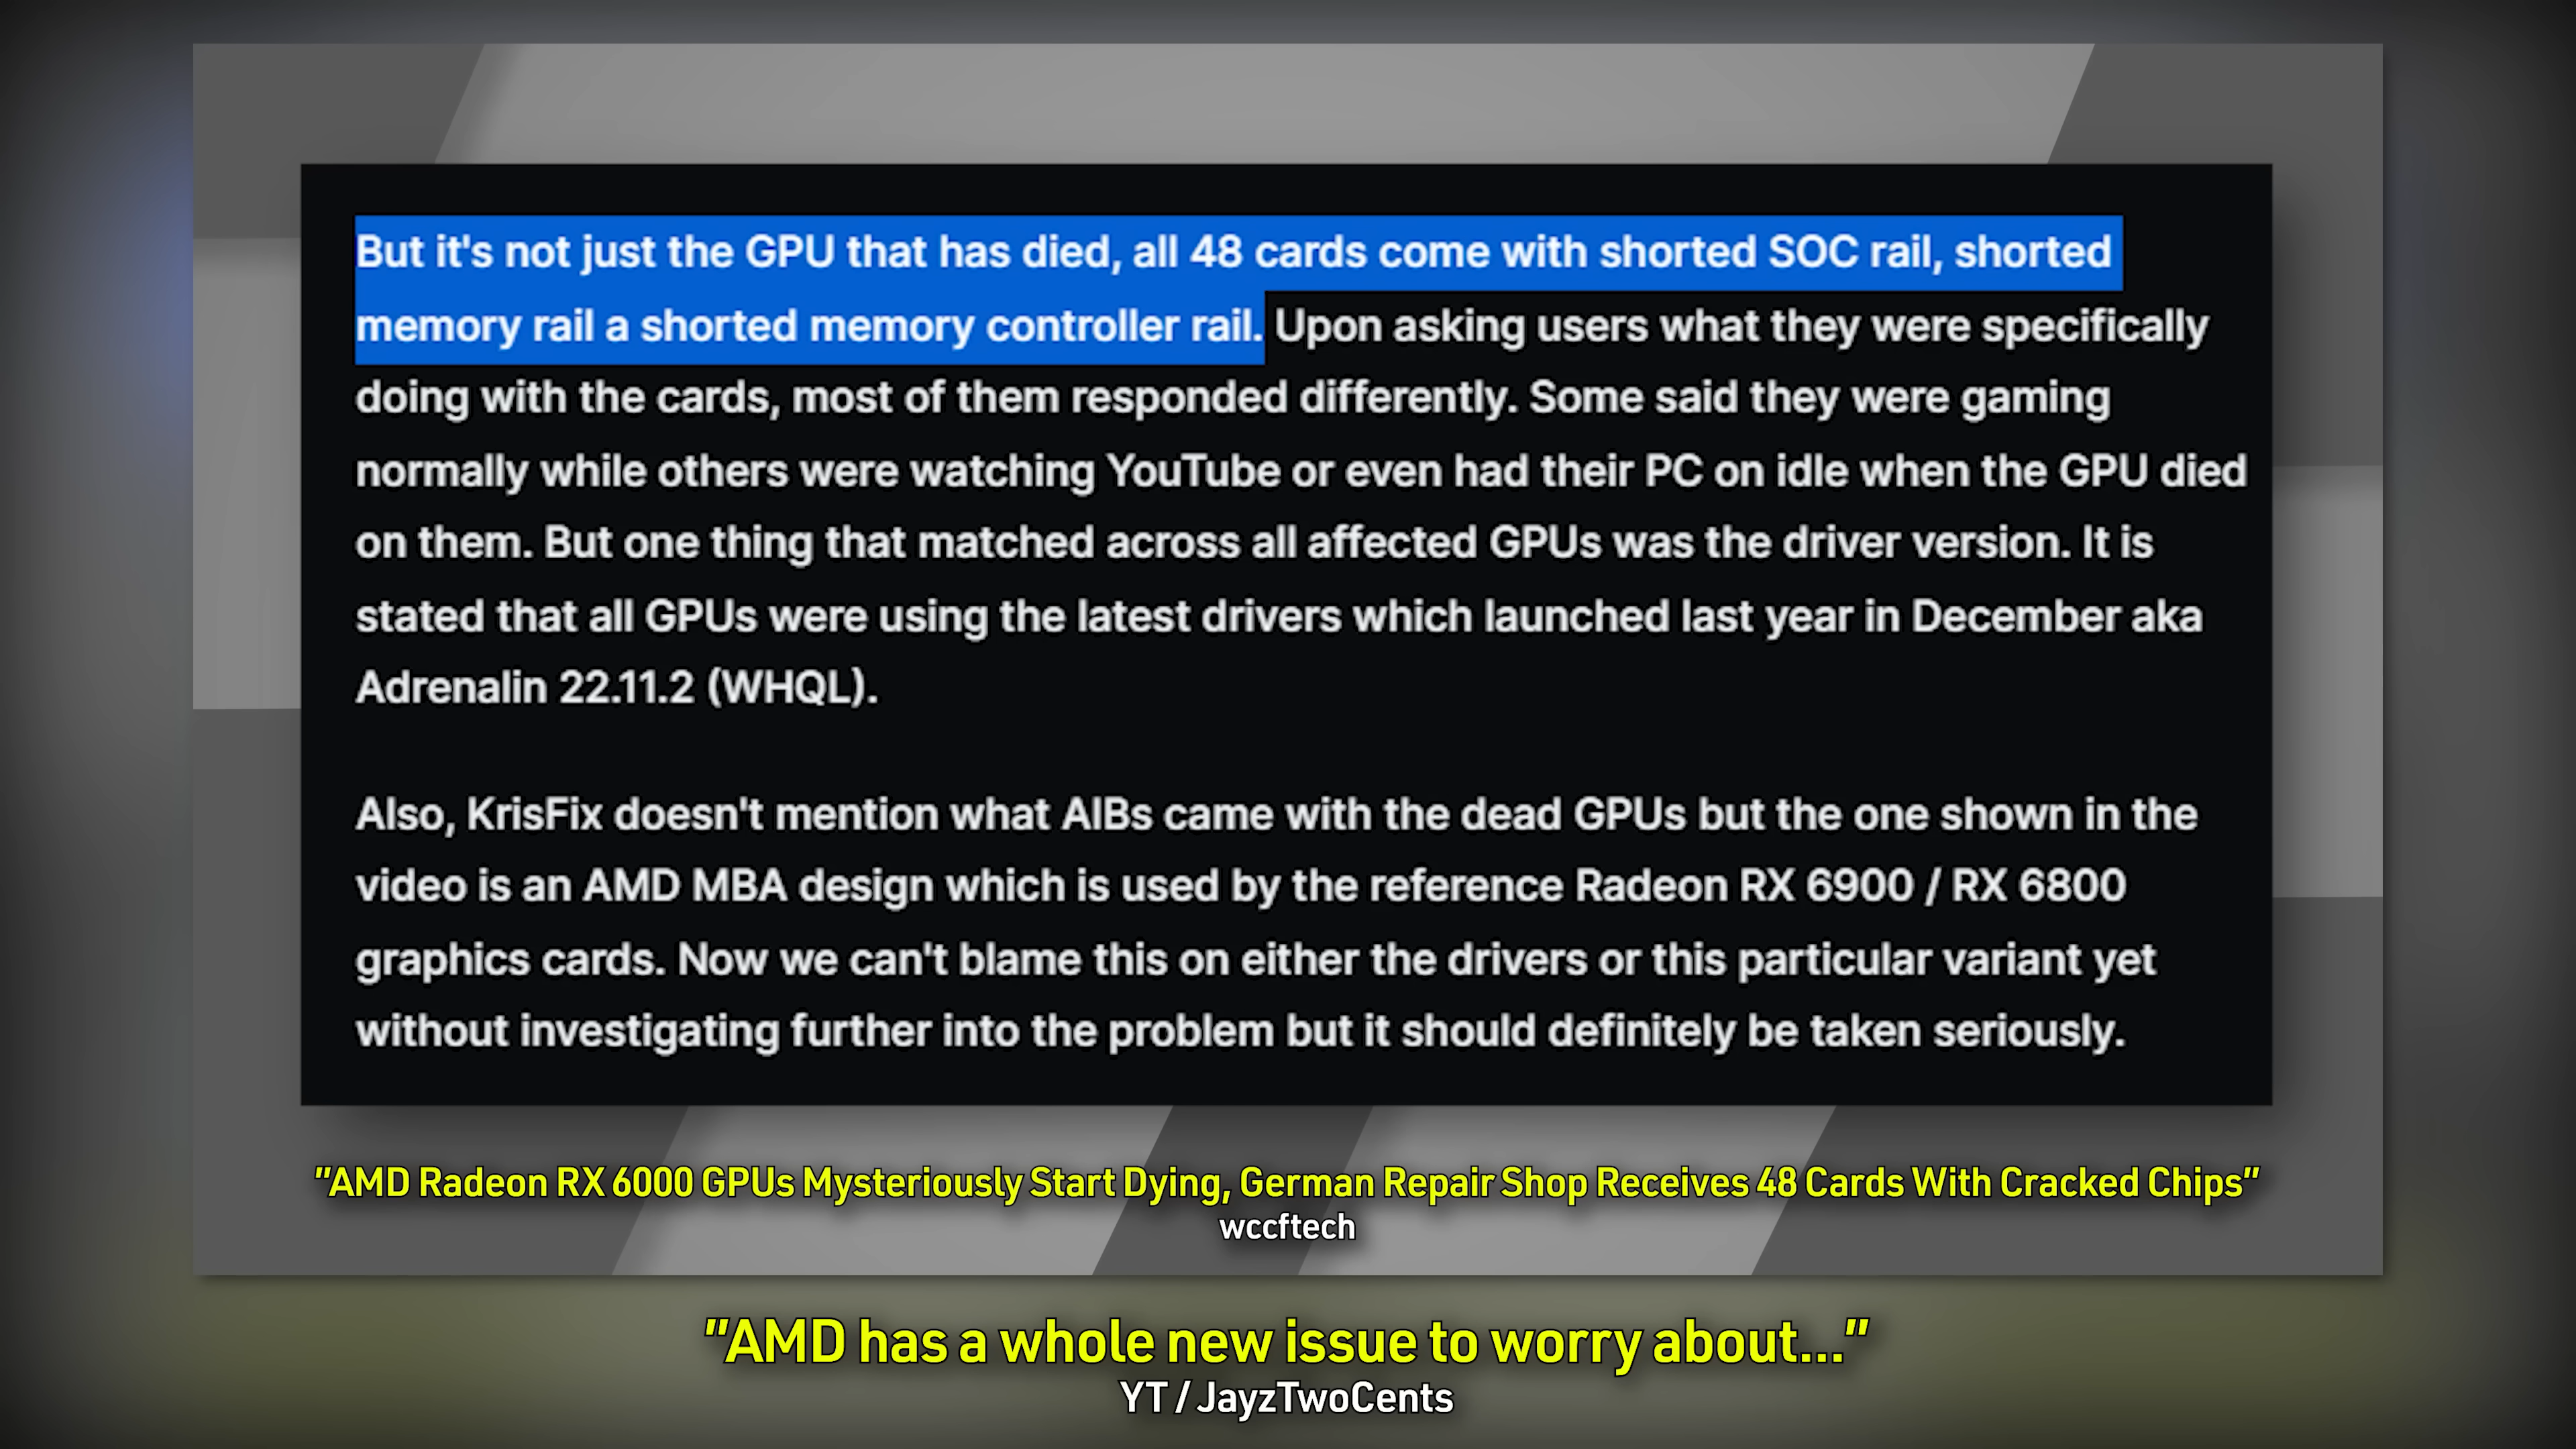 But it's not just the GPU that has died, all 48 cards come with shorted SOC rail, shorted
memory rail a shorted memory controller rail. Upon asking users what they were specifically
doing with the cards, most of them responded differently. Some said they were gaming
normally while others were watching YouTube or even had their PC on idle when the GPU died
on them. But one thing that matched across all affected GPUs was the driver version. It is
stated that all GPUs were using the latest drivers which launched last year in December aka
Adrenalin 22.11.2 (WHQL).
Also, KrisFix doesn't mention what AIBs came with the dead GPUs but the one shown in the
video is an AMD MBA design which is used by the reference Radeon RX 6900 / RX 6800
graphics cards. Now we can't blame this on either the drivers or this particular variant yet
without investigating further into the problem but it should definitely be taken seriously.
"AMD Radeon RX 6000 GPUs Mysteriously Start Dying, German Repair Shop Receives 48 Cards With Cracked Chips"
wccftech
"AMD has a whole new issue to worry about..."
YT / JayzTwoCents